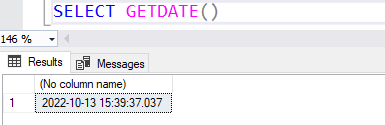 SELECT GETDATE()
146 %
Results Messages
(No column name)
1 2022-10-13 15:39:37.037